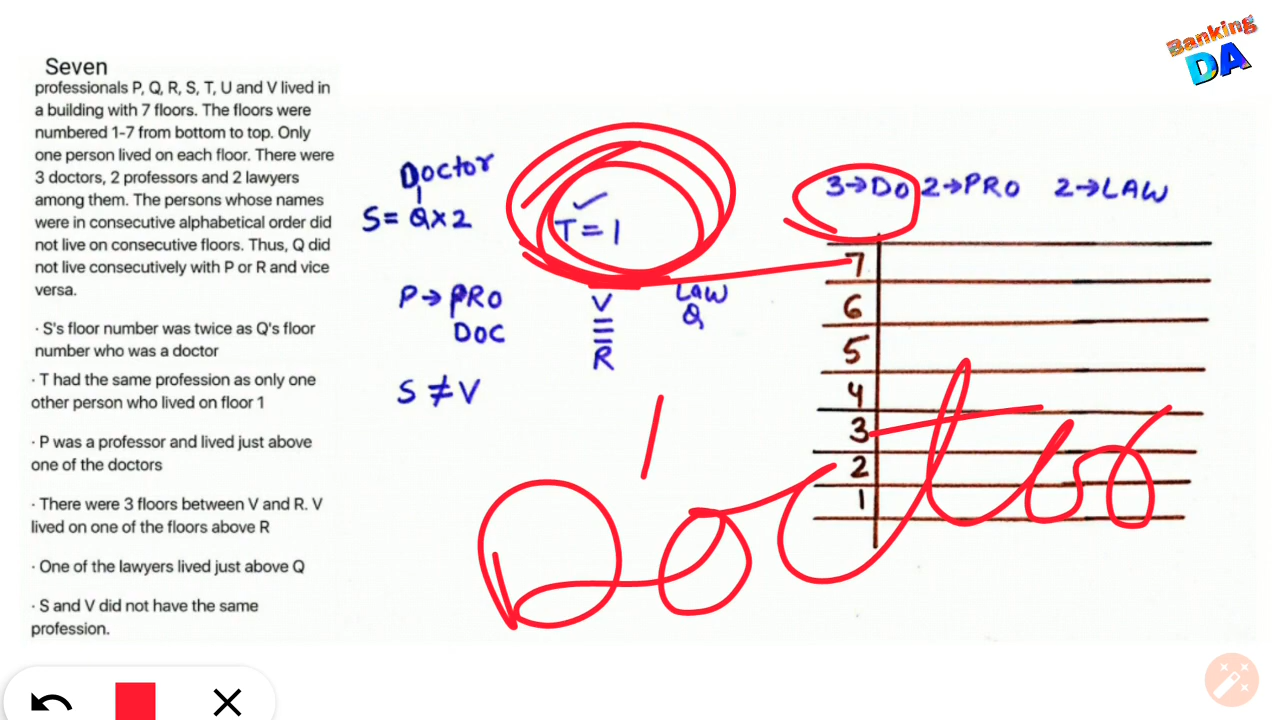 Banking
DA
Seven
professionals P, Q, R, S, T, U and V lived in
a building with 7 floors. The floors were
numbered 1-7 from bottom to top. Only
one person lived on each floor. There were
3 doctors, 2 professors and 2 lawyers
among them. The persons whose names
were in consecutive alphabetical order did
not live on consecutive floors. Thus, Q did
not live consecutively with P or R and vice
versa.
· S's floor number was twice as Q's floor
number who was a doctor
· T had the same profession as only one
other person who lived on floor 1
· P was a professor and lived just above
one of the doctors
· There were 3 floors between V and R. V
lived on one of the floors above R
· One of the lawyers lived just above Q
· S and V did not have the same
profession.
Doctor
S = Q×2
T = 1
P → PRO
DOC
V
R
LAW
Q
S ≠ V
3→DO 2→PRO 2→LAW
7
6
5
4
3
2
1
1
Doctor